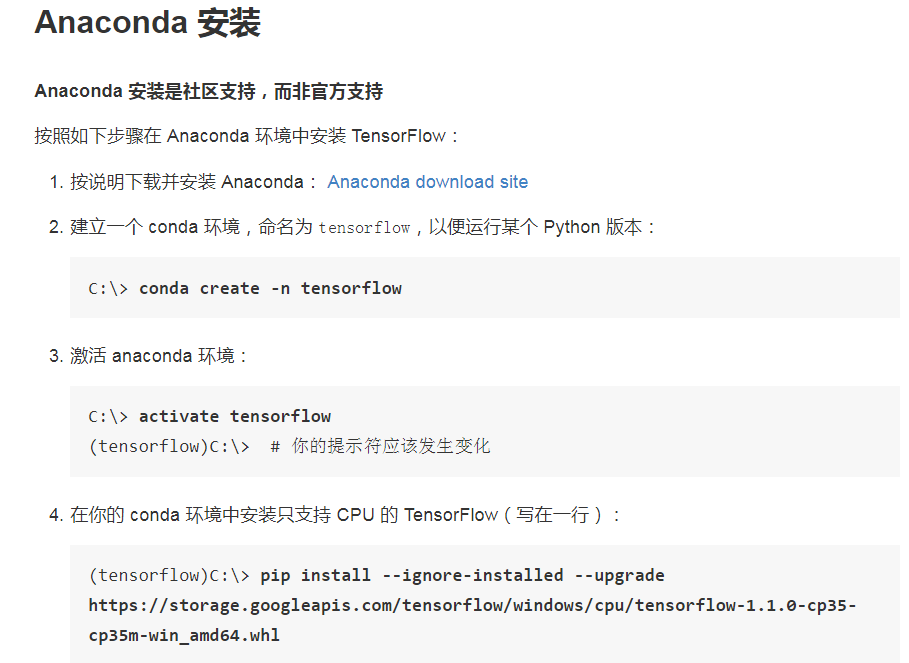 Anaconda 安装
Anaconda 安装是社区支持，而非官方支持
按照如下步骤在 Anaconda 环境中安装 TensorFlow：
1. 按说明下载并安装 Anaconda： Anaconda download site
2. 建立一个 conda 环境，命名为 tensorflow，以便运行某个 Python 版本：
C:\> conda create -n tensorflow
3. 激活 anaconda 环境：
C:\> activate tensorflow
(tensorflow)C:\>  # 你的提示符应该发生变化
4. 在你的 conda 环境中安装只支持 CPU 的 TensorFlow（写在一行）：
(tensorflow)C:\> pip install --ignore-installed --upgrade
https://storage.googleapis.com/tensorflow/windows/cpu/tensorflow-1.1.0-cp35-
cp35m-win_amd64.whl